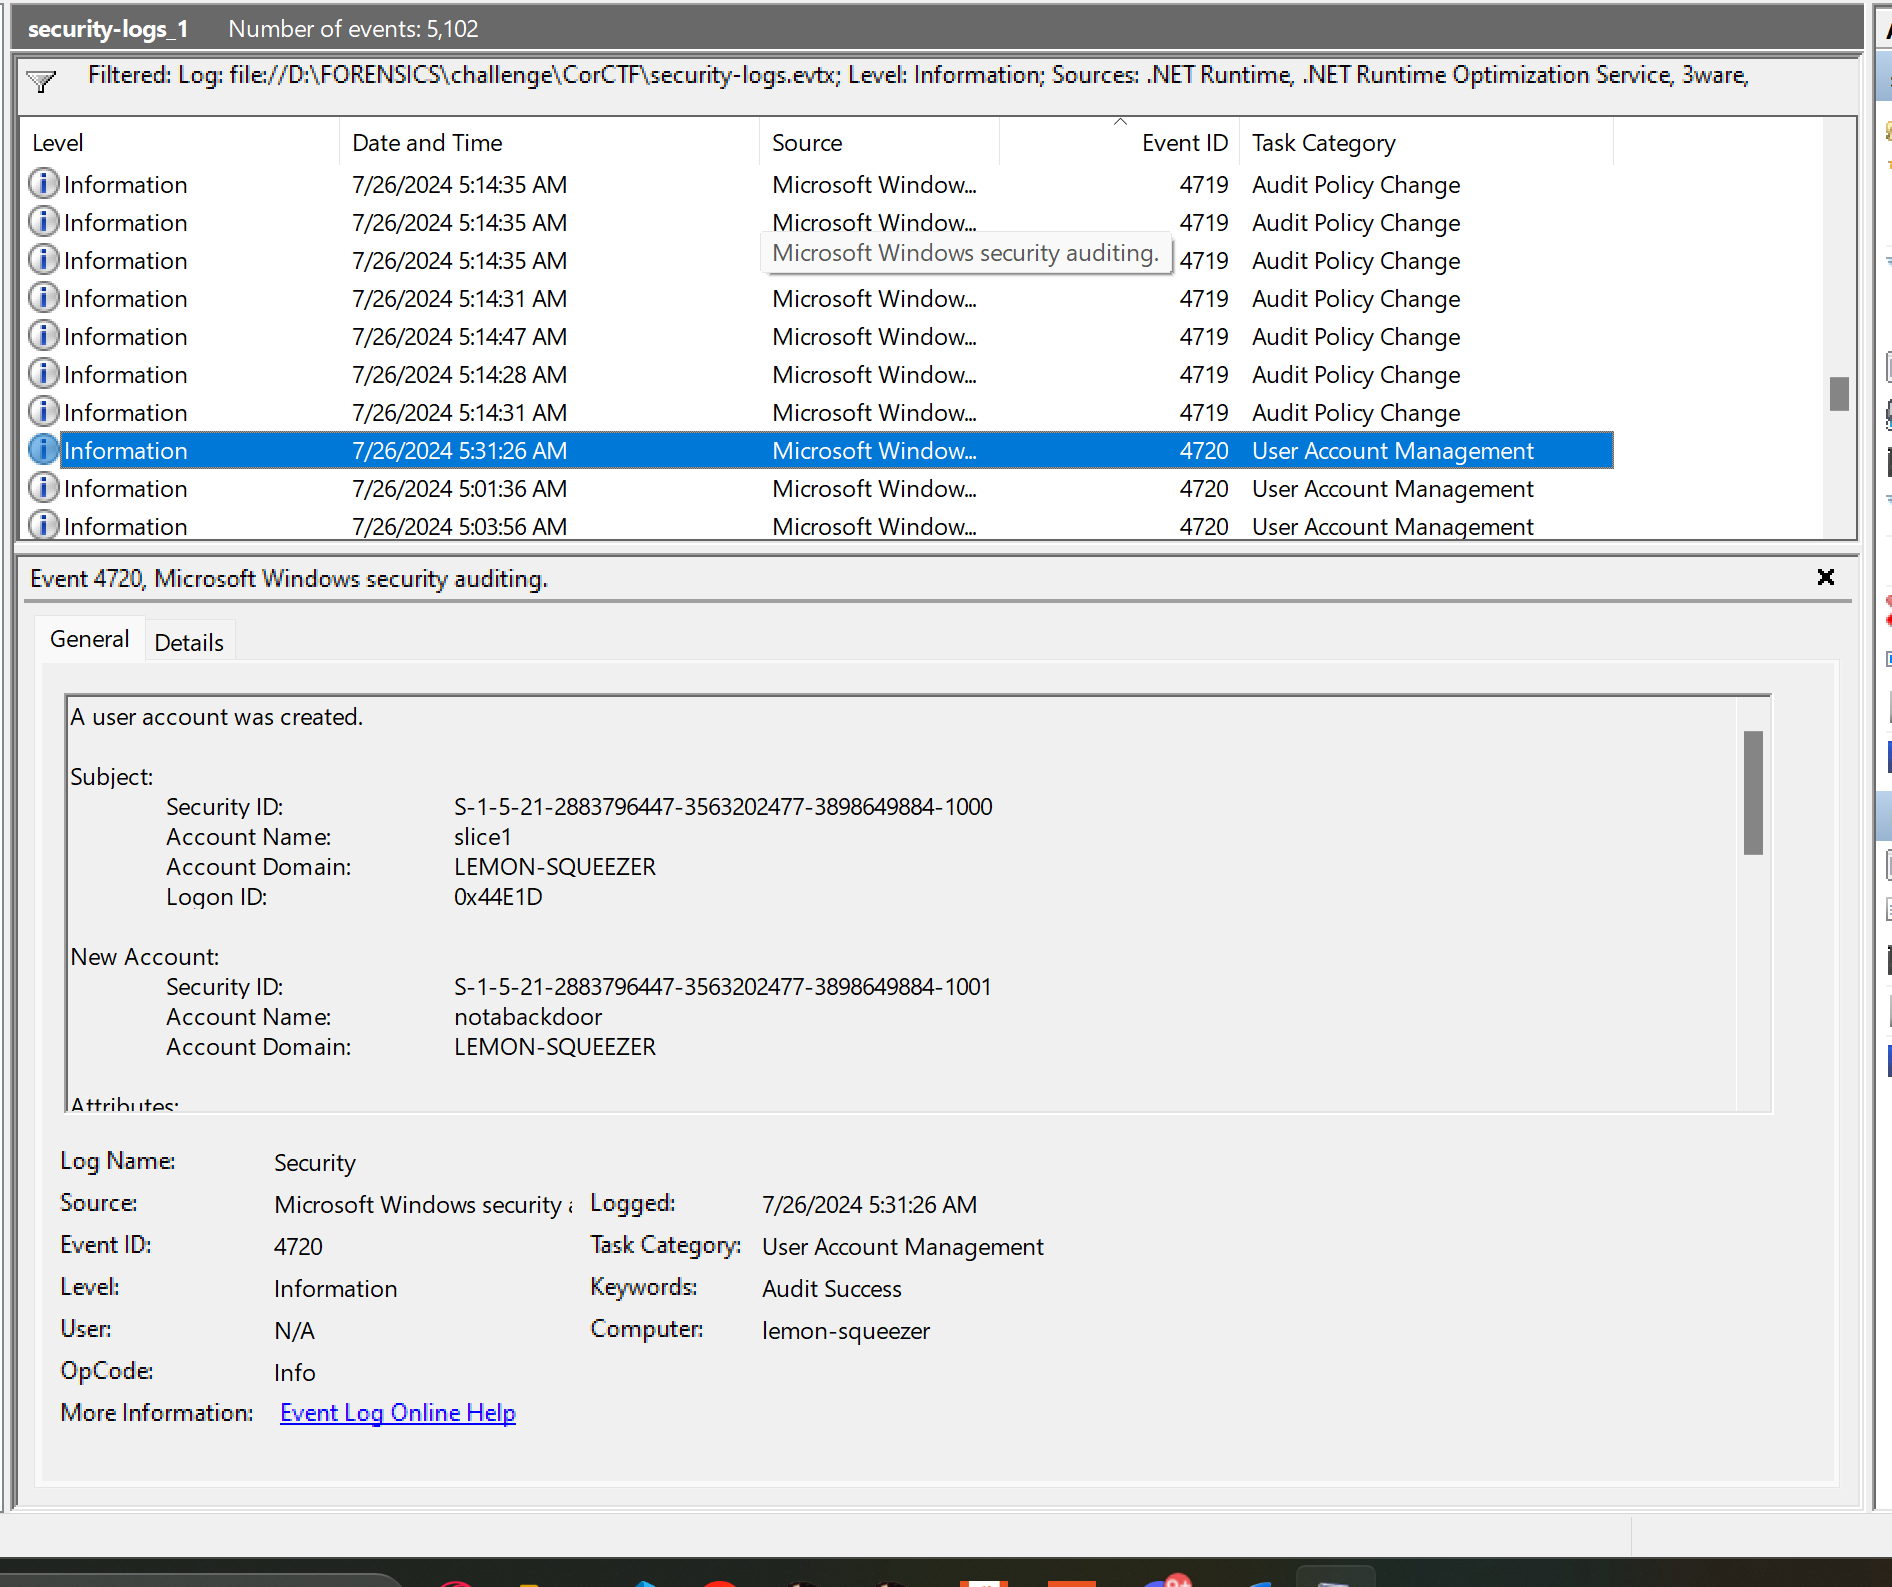 security-logs_1 Number of events: 5,102
Filtered: Log: file://D:\FORENSICS\challenge\CorCTF\security-logs.evtx; Level: Information; Sources: .NET Runtime, .NET Runtime Optimization Service, 3ware,
Level Date and Time Source Event ID Task Category
Information 7/26/2024 5:14:35 AM Microsoft Window... 4719 Audit Policy Change
Information 7/26/2024 5:14:35 AM Microsoft Window... 4719 Audit Policy Change
Microsoft Windows security auditing.
Information 7/26/2024 5:14:35 AM 4719 Audit Policy Change
Information 7/26/2024 5:14:31 AM Microsoft Window... 4719 Audit Policy Change
Information 7/26/2024 5:14:47 AM Microsoft Window... 4719 Audit Policy Change
Information 7/26/2024 5:14:28 AM Microsoft Window... 4719 Audit Policy Change
Information 7/26/2024 5:14:31 AM Microsoft Window... 4719 Audit Policy Change
Information 7/26/2024 5:31:26 AM Microsoft Window... 4720 User Account Management
Information 7/26/2024 5:01:36 AM Microsoft Window... 4720 User Account Management
Information 7/26/2024 5:03:56 AM Microsoft Window... 4720 User Account Management
Event 4720, Microsoft Windows security auditing.
General Details
A user account was created.
Subject:
Security ID: S-1-5-21-2883796447-3563202477-3898649884-1000
Account Name: slice1
Account Domain: LEMON-SQUEEZER
Logon ID: 0x44E1D
New Account:
Security ID: S-1-5-21-2883796447-3563202477-3898649884-1001
Account Name: notabackdoor
Account Domain: LEMON-SQUEEZER
Attributes:
Log Name: Security
Source: Microsoft Windows security Logged: 7/26/2024 5:31:26 AM
Event ID: 4720 Task Category: User Account Management
Level: Information Keywords: Audit Success
User: N/A Computer: lemon-squeezer
OpCode: Info
More Information: Event Log Online Help